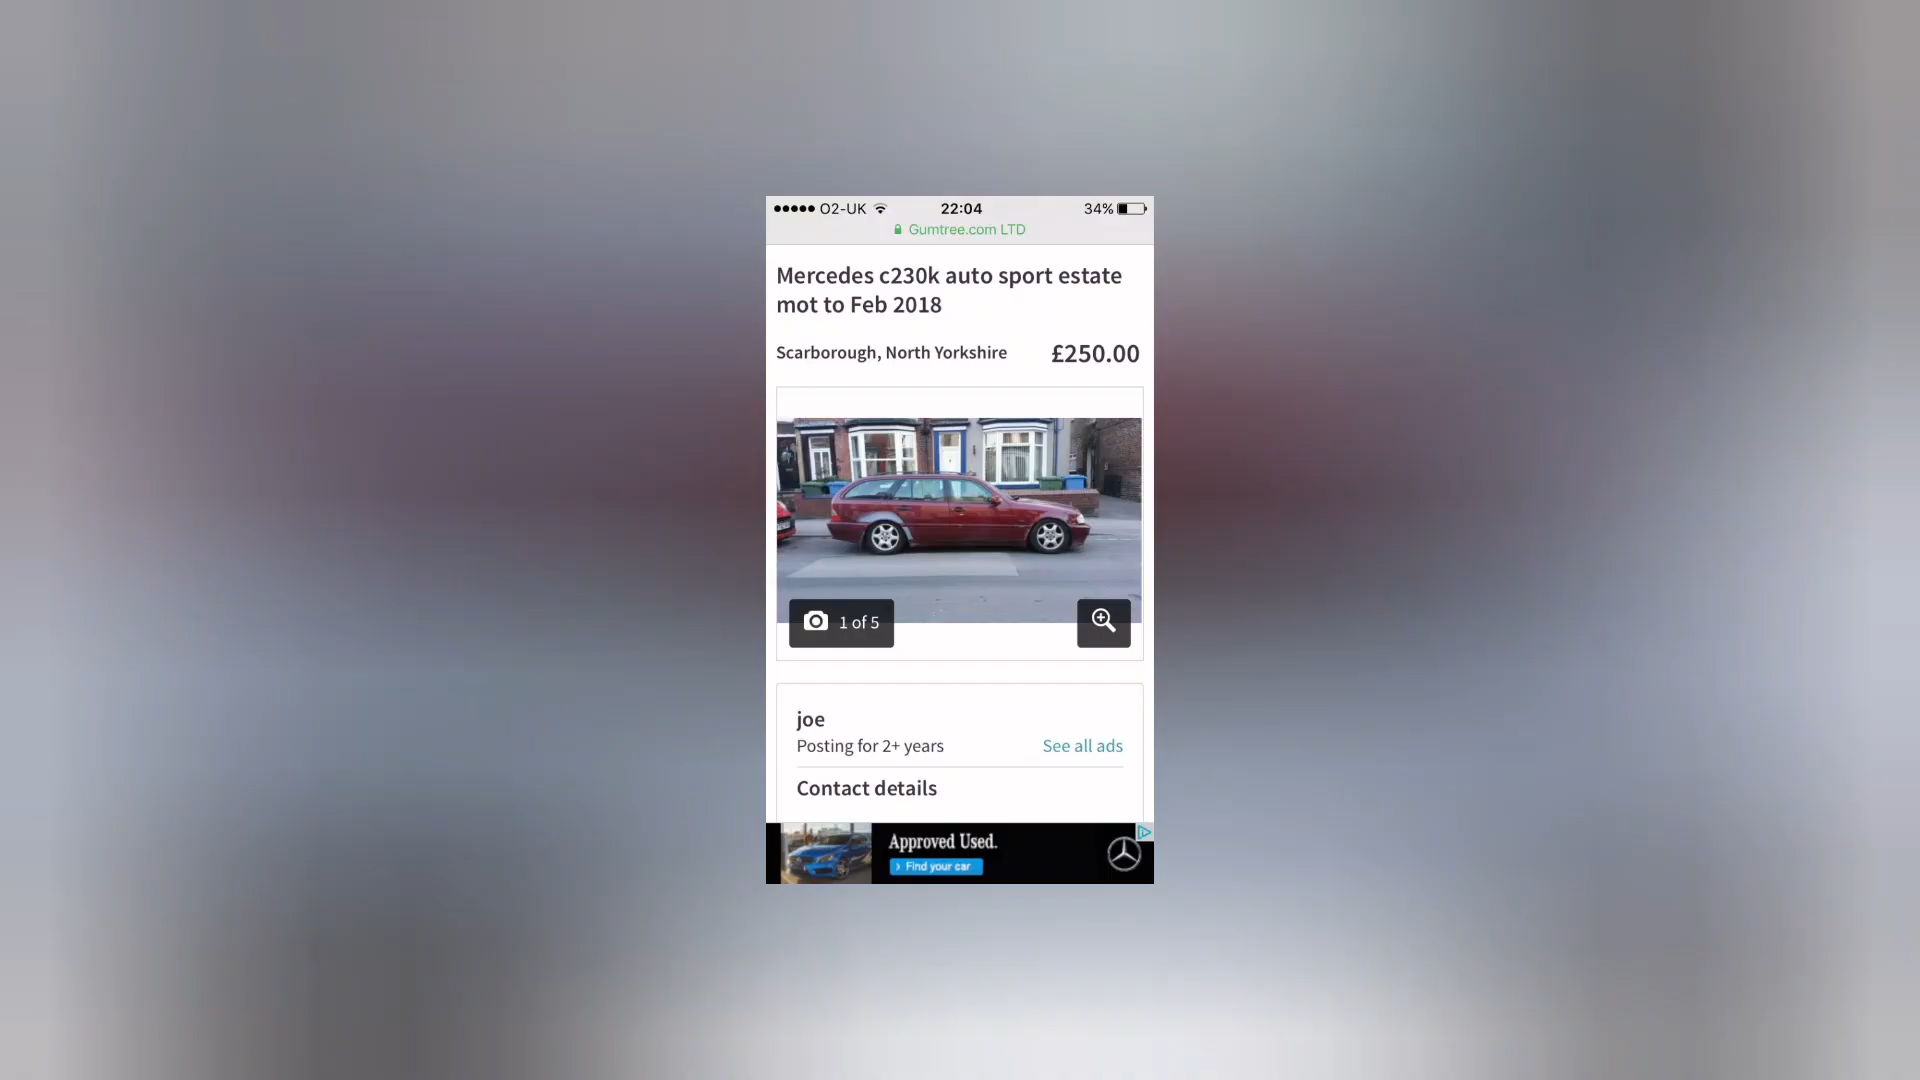 O2-UK 22:04 34%
Gumtree.com LTD
Mercedes c230k auto sport estate
mot to Feb 2018
Scarborough, North Yorkshire £250.00
1 of 5
joe
Posting for 2+ years See all ads
Contact details
Approved Used.
› Find your car